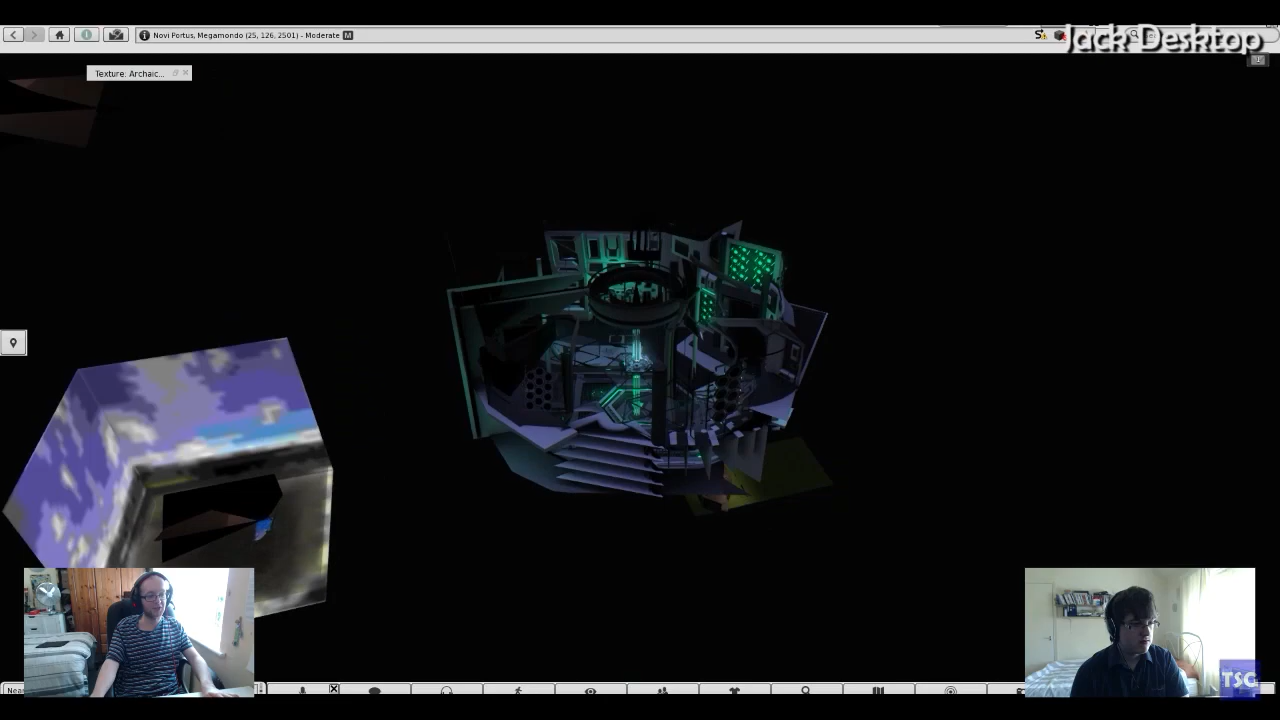 Novi Portus, Megamondo (25, 126, 2501) - Moderate M
Jack Desktop
Texture: Archaic...
TSG